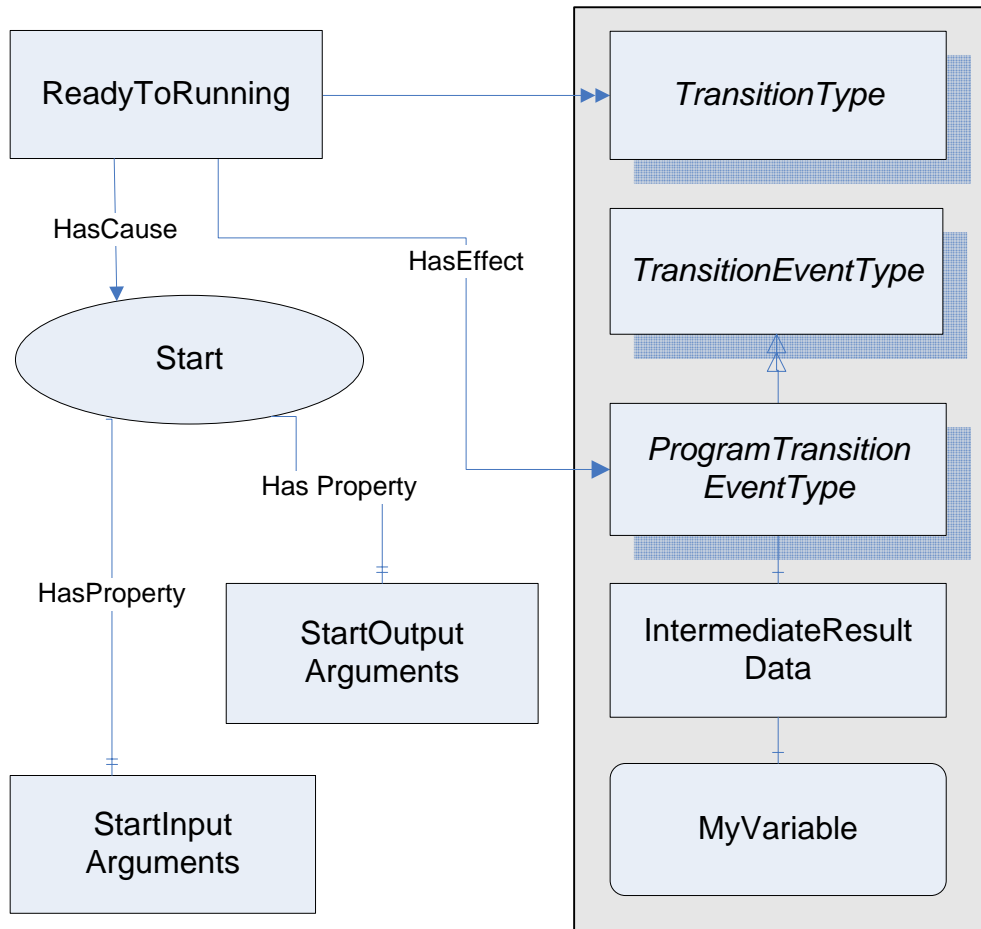 ReadyToRunning
TransitionType
HasCause
HasEffect
TransitionEventType
Start
ProgramTransition
EventType
Has Property
HasProperty
StartOutput
Arguments
IntermediateResult
Data
StartInput
Arguments
MyVariable